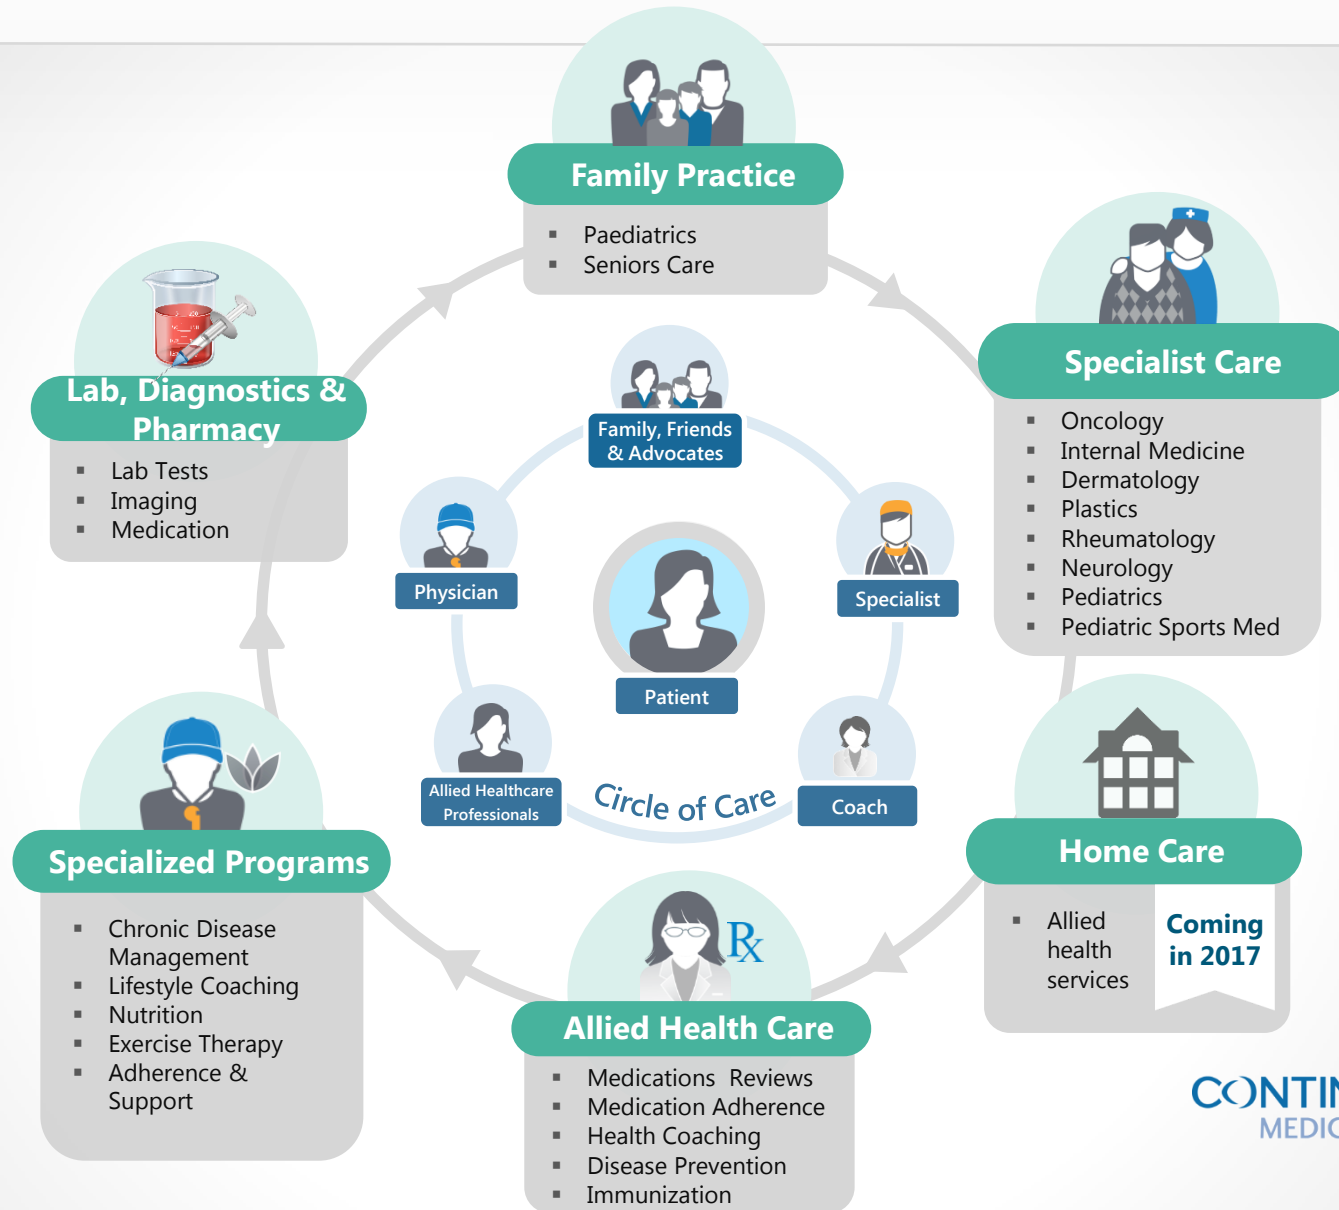 Family Practice
Paediatrics
Seniors Care
Specialist Care
Oncology
Internal Medicine
Dermatology
Plastics
Rheumatology
Neurology
Pediatrics
Pediatric Sports Med
Lab, Diagnostics &
Pharmacy
Lab Tests
Imaging
Medication
Family, Friends
& Advocates
Physician
Specialist
Patient
Allied Healthcare
Professionals
Coach
Circle of Care
Home Care
Allied
health
services
Coming
in 2017
Specialized Programs
Chronic Disease
Management
Lifestyle Coaching
Nutrition
Exercise Therapy
Adherence &
Support
Rx
Allied Health Care
Medications Reviews
Medication Adherence
Health Coaching
Disease Prevention
Immunization